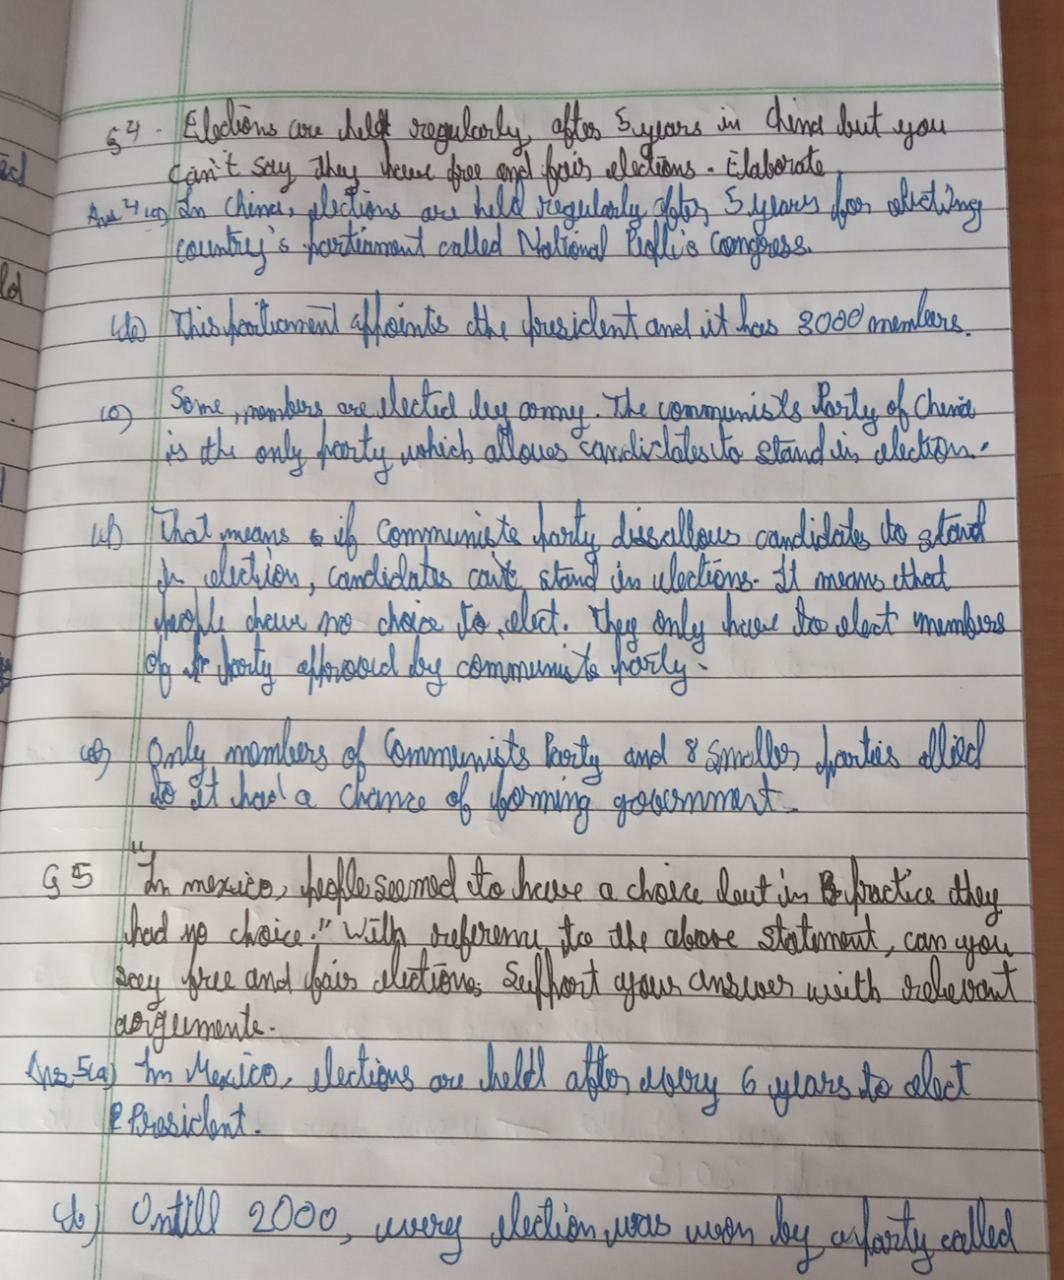 Q4. Elections are held regularly after 5 years in China but you
can't say they have free and fair elections. Elaborate
Ans4 (a) In China, elections are held regularly after 5 years for electing
country's parliament called National People's Congress.
(b) This parliament appoints the president and it has 3000 members.
(c) Some members are elected by army. The communists Party of China
is the only party which allows candidates to stand in election.
(d) That means if Communists party dissallows candidates to stand
in election, candidates can't stand in elections. It means that
people have no choice to elect. They only have to elect members
of party approved by communists party.
(e) Only members of Communists Party and 8 smaller parties allied
to it had a chance of forming government.
Q5 "In mexico, people seemed to have a choice but in practice they
had no choice." With reference to the above statement, can you
say free and fair elections. Support your answer with relevant
arguments.
Ans 5(a) In Mexico, elections are held after every 6 years to elect
President.
(b) Untill 2000, every election was won by a party called